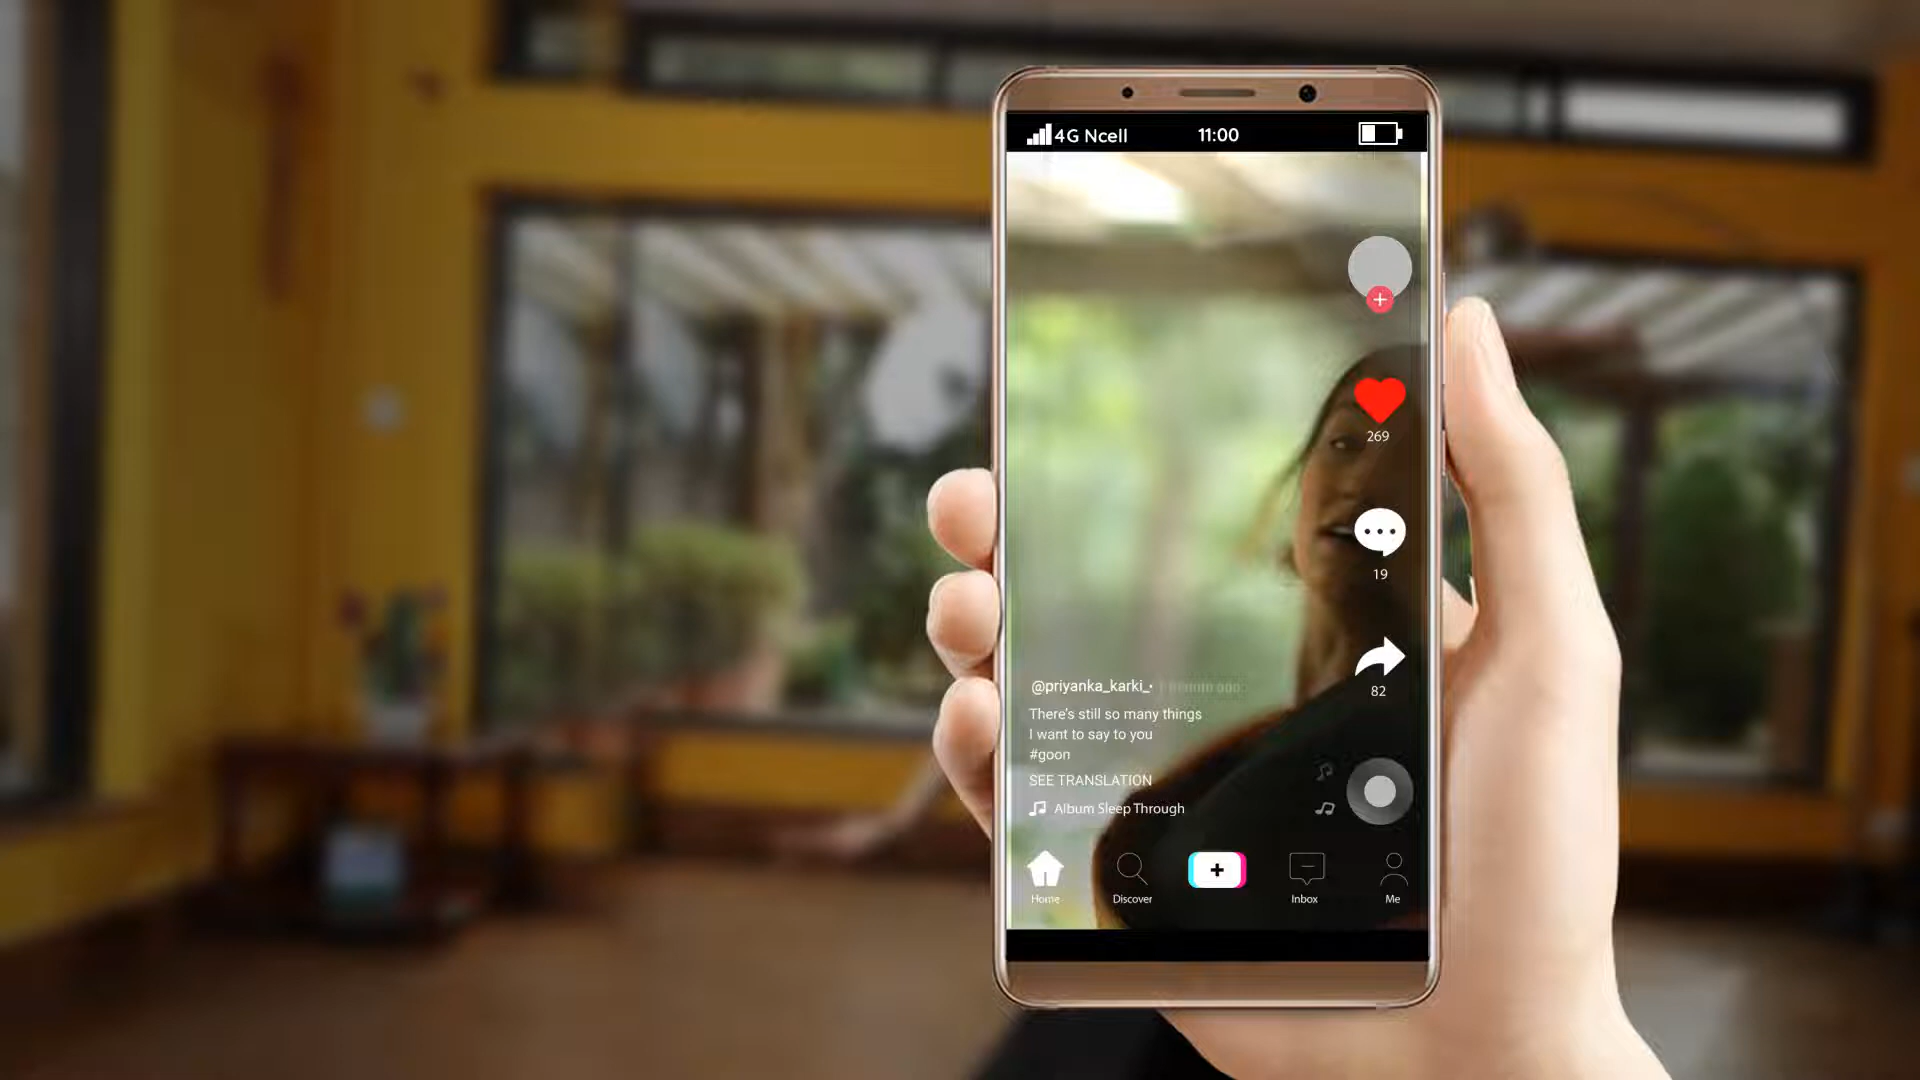 4G Ncell 11:00
269
19
82
@priyanka_karki_•
There's still so many things
I want to say to you
#goon
SEE TRANSLATION
Album Sleep Through
Home Discover Inbox Me